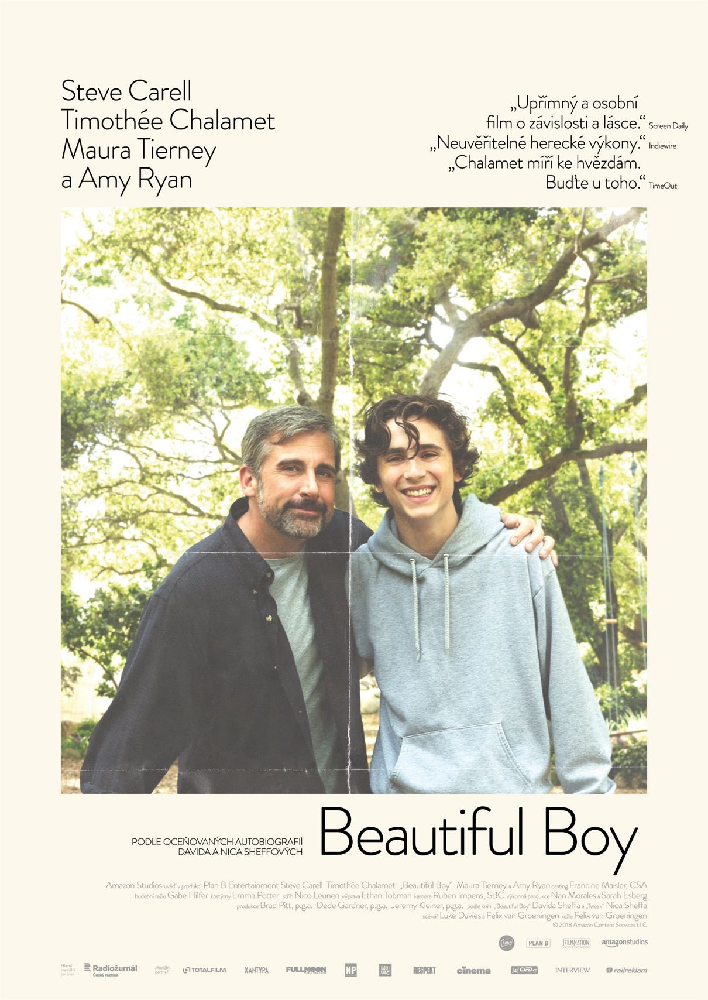 Steve Carell
Timothée Chalamet
Maura Tierney
a Amy Ryan
„Upřímný a osobní
film o závislosti a lásce.“ Screen Daily
„Neuvěřitelné herecké výkony.“ Indiewire
„Chalamet míří ke hvězdám.
Buďte u toho.“ TimeOut
Beautiful Boy
PODLE OCEŇOVANÝCH AUTOBIOGRAFIÍ
DAVIDA A NICA SHEFFOVÝCH
Amazon Studios uvádí v produkci Plan B Entertainment Steve Carell Timothée Chalamet „Beautiful Boy“ Maura Tierney a Amy Ryan casting Francine Maisler, CSA
hudební režie Gabe Hilfer kostýmy Emma Potter střih Nico Leunen výprava Ethan Tobman kamera Ruben Impens, SBC výkonná produkce Nan Morales a Sarah Esberg
produkce Brad Pitt, p.g.a. Dede Gardner, p.g.a. Jeremy Kleiner, p.g.a. podle knih „Beautiful Boy“ Davida Sheffa a „Tweak“ Nica Sheffa
scénář Luke Davies a Felix van Groeningen režie Felix van Groeningen
© 2018 Amazon Content Services LLC
Aero PLAN B FILMNATION ENTERTAINMENT amazonstudios
Hlavní
mediální
partner
Radiožurnál
Český rozhlas
Mediální
partneři
TOTALFILM XANTYPA FULLMOON NP RESPEKT cinema ČSFD.cz INTERVIEW railreklam